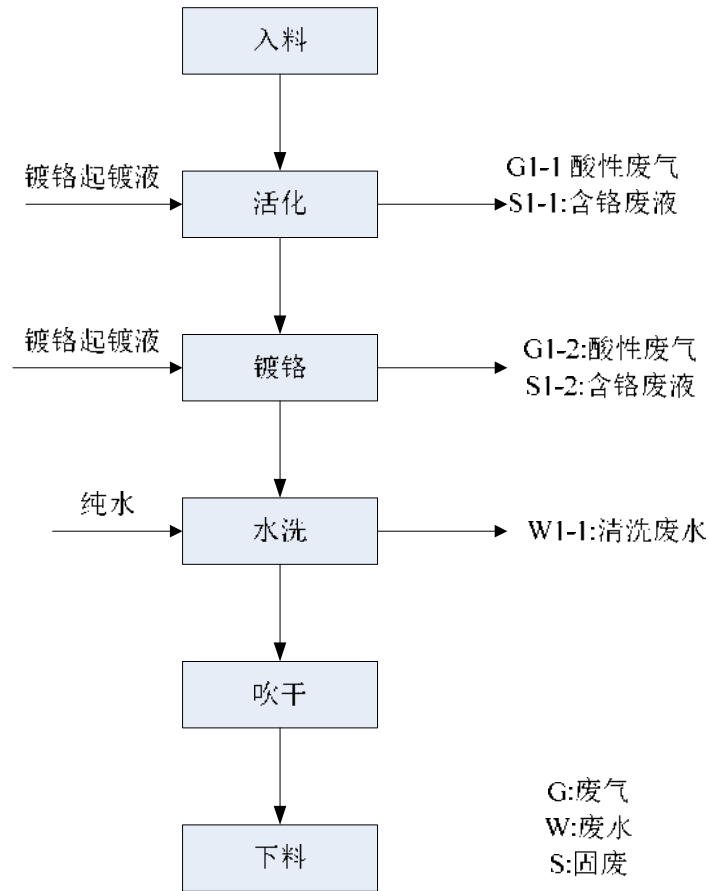 入料
镀铬起镀液
活化
G1-1 酸性废气
S1-1:含铬废液
镀铬起镀液
镀铬
G1-2:酸性废气
S1-2:含铬废液
纯水
水洗
W1-1:清洗废水
吹干
下料
G:废气
W:废水
S:固废